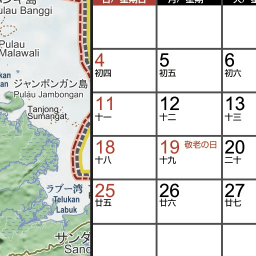 Pulau Banggi
Pulau
Malawali
ジャンボンガン島
Pulau Jambongan
Tanjong
Sumangat
ラブー湾
Telukan
Labuk
サンダ
Sand
4 5 6
初四 初五 初六
11 12 13
十一 十二 十三
18 19 敬老の日 20
十八 十九 二十
25 26 27
廿五 廿六 廿七